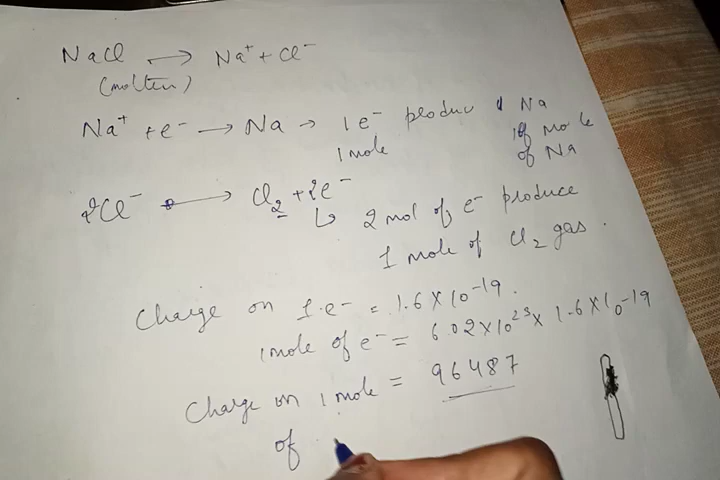 NaCl ⟶ Na⁺ + Cl⁻
(molten)
Na⁺ + e⁻ ⟶ Na → 1 e⁻ produc 1 Na
1 mole of mole
of Na
2Cl⁻ ⟶ Cl₂ + 2e⁻
↳ 2 mol of e⁻ produce
1 mole of Cl₂ gas.
Charge on 1 e⁻ = 1.6 × 10⁻¹⁹.
1 mole of e⁻ = 6.02 × 10²³ × 1.6 × 10⁻¹⁹
Charge on 1 mole = 96487
of